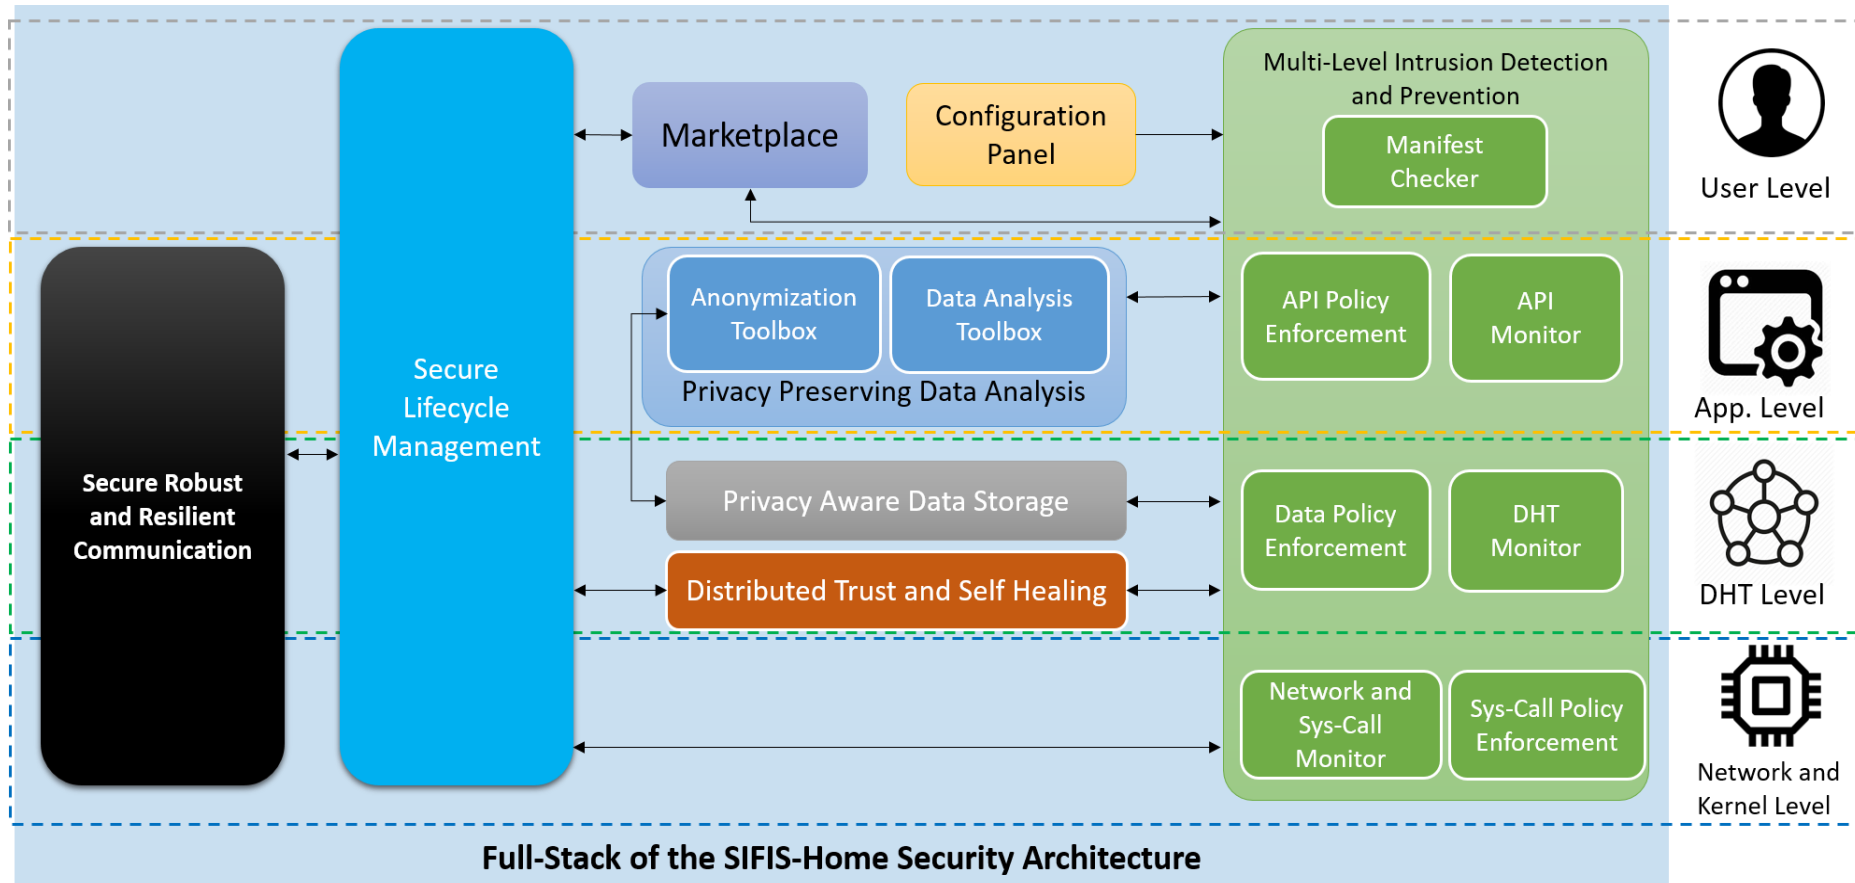 Multi-Level Intrusion Detection
and Prevention
Marketplace
Configuration
Panel
Manifest
Checker
User Level
Secure
Lifecycle
Management
Anonymization
Toolbox
Data Analysis
Toolbox
Privacy Preserving Data Analysis
API Policy
Enforcement
API
Monitor
App. Level
Secure Robust
and Resilient
Communication
Privacy Aware Data Storage
Distributed Trust and Self Healing
Data Policy
Enforcement
DHT
Monitor
DHT Level
Network and
Sys-Call
Monitor
Sys-Call Policy
Enforcement
Network and
Kernel Level
Full-Stack of the SIFIS-Home Security Architecture